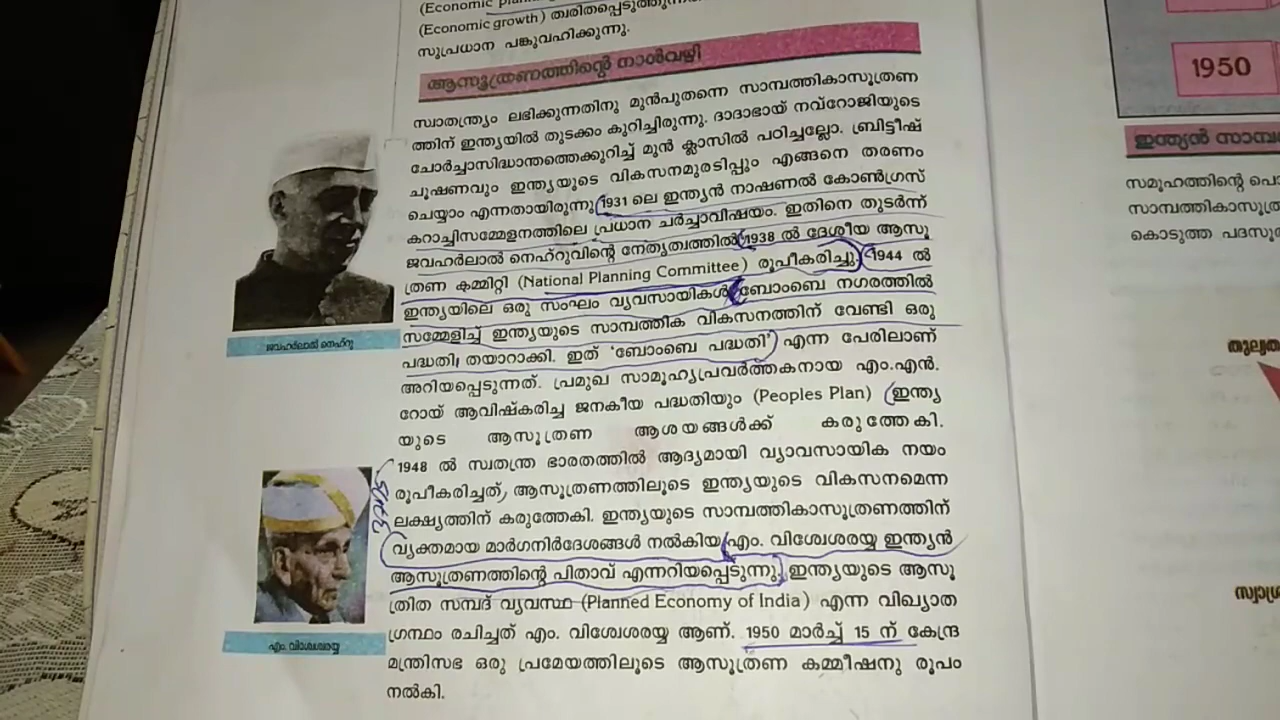 (Economic
(Economic growth) ത്വരിതപ്പെടുത്തുന്ന
സുപ്രധാന പങ്കുവഹിക്കുന്നു.
ആസൂത്രണത്തിന്റെ നാൾവഴി
സ്വാതന്ത്ര്യം ലഭിക്കുന്നതിനു മുൻപുതന്നെ സാമ്പത്തികാസൂത്രണ
ത്തിന് ഇന്ത്യയിൽ തുടക്കം കുറിച്ചിരുന്നു. ദാദാഭായ് നവ്റോജിയുടെ
ചോർച്ചാസിദ്ധാന്തത്തെക്കുറിച്ച് മുൻ ക്ലാസിൽ പഠിച്ചല്ലോ. ബ്രിട്ടീഷ്
ചൂഷണവും ഇന്ത്യയുടെ വികസനമുരടിപ്പും എങ്ങനെ തരണം
ചെയ്യാം എന്നതായിരുന്നു 1931 ലെ ഇന്ത്യൻ നാഷണൽ കോൺഗ്രസ്
കറാച്ചിസമ്മേളനത്തിലെ പ്രധാന ചർച്ചാവിഷയം. ഇതിനെ തുടർന്ന്
ജവഹർലാൽ നെഹ്റുവിന്റെ നേതൃത്വത്തിൽ 1938 ൽ ദേശീയ ആസൂ
ത്രണ കമ്മിറ്റി (National Planning Committee) രൂപീകരിച്ചു. 1944 ൽ
ഇന്ത്യയിലെ ഒരു സംഘം വ്യവസായികൾ ബോംബെ നഗരത്തിൽ
സമ്മേളിച്ച് ഇന്ത്യയുടെ സാമ്പത്തിക വികസനത്തിന് വേണ്ടി ഒരു
പദ്ധതി തയാറാക്കി. ഇത് ‘ബോംബെ പദ്ധതി’ എന്ന പേരിലാണ്
അറിയപ്പെടുന്നത്. പ്രമുഖ സാമൂഹ്യപ്രവർത്തകനായ എം.എൻ.
റോയ് ആവിഷ്കരിച്ച ജനകീയ പദ്ധതിയും (Peoples Plan) ഇന്ത്യ
യുടെ ആസൂത്രണ ആശയങ്ങൾക്ക് കരുത്തേകി.
1948 ൽ സ്വതന്ത്ര ഭാരതത്തിൽ ആദ്യമായി വ്യാവസായിക നയം
രൂപീകരിച്ചത്, ആസൂത്രണത്തിലൂടെ ഇന്ത്യയുടെ വികസനമെന്ന
ലക്ഷ്യത്തിന് കരുത്തേകി. ഇന്ത്യയുടെ സാമ്പത്തികാസൂത്രണത്തിന്
വ്യക്തമായ മാർഗനിർദേശങ്ങൾ നൽകിയ എം. വിശ്വേശരയ്യ ഇന്ത്യൻ
ആസൂത്രണത്തിന്റെ പിതാവ് എന്നറിയപ്പെടുന്നു. ഇന്ത്യയുടെ ആസൂ
ത്രിത സമ്പദ് വ്യവസ്ഥ (Planned Economy of India) എന്ന വിഖ്യാത
ഗ്രന്ഥം രചിച്ചത് എം. വിശ്വേശരയ്യ ആണ്. 1950 മാർച്ച് 15 ന് കേന്ദ്ര
മന്ത്രിസഭ ഒരു പ്രമേയത്തിലൂടെ ആസൂത്രണ കമ്മീഷനു രൂപം
നൽകി.
ജവഹർലാൽ നെഹ്റു
എം. വിശ്വേശരയ്യ
1950
ഇന്ത്യൻ
സമൂഹത്തിന്റെ
കൊടുത്ത